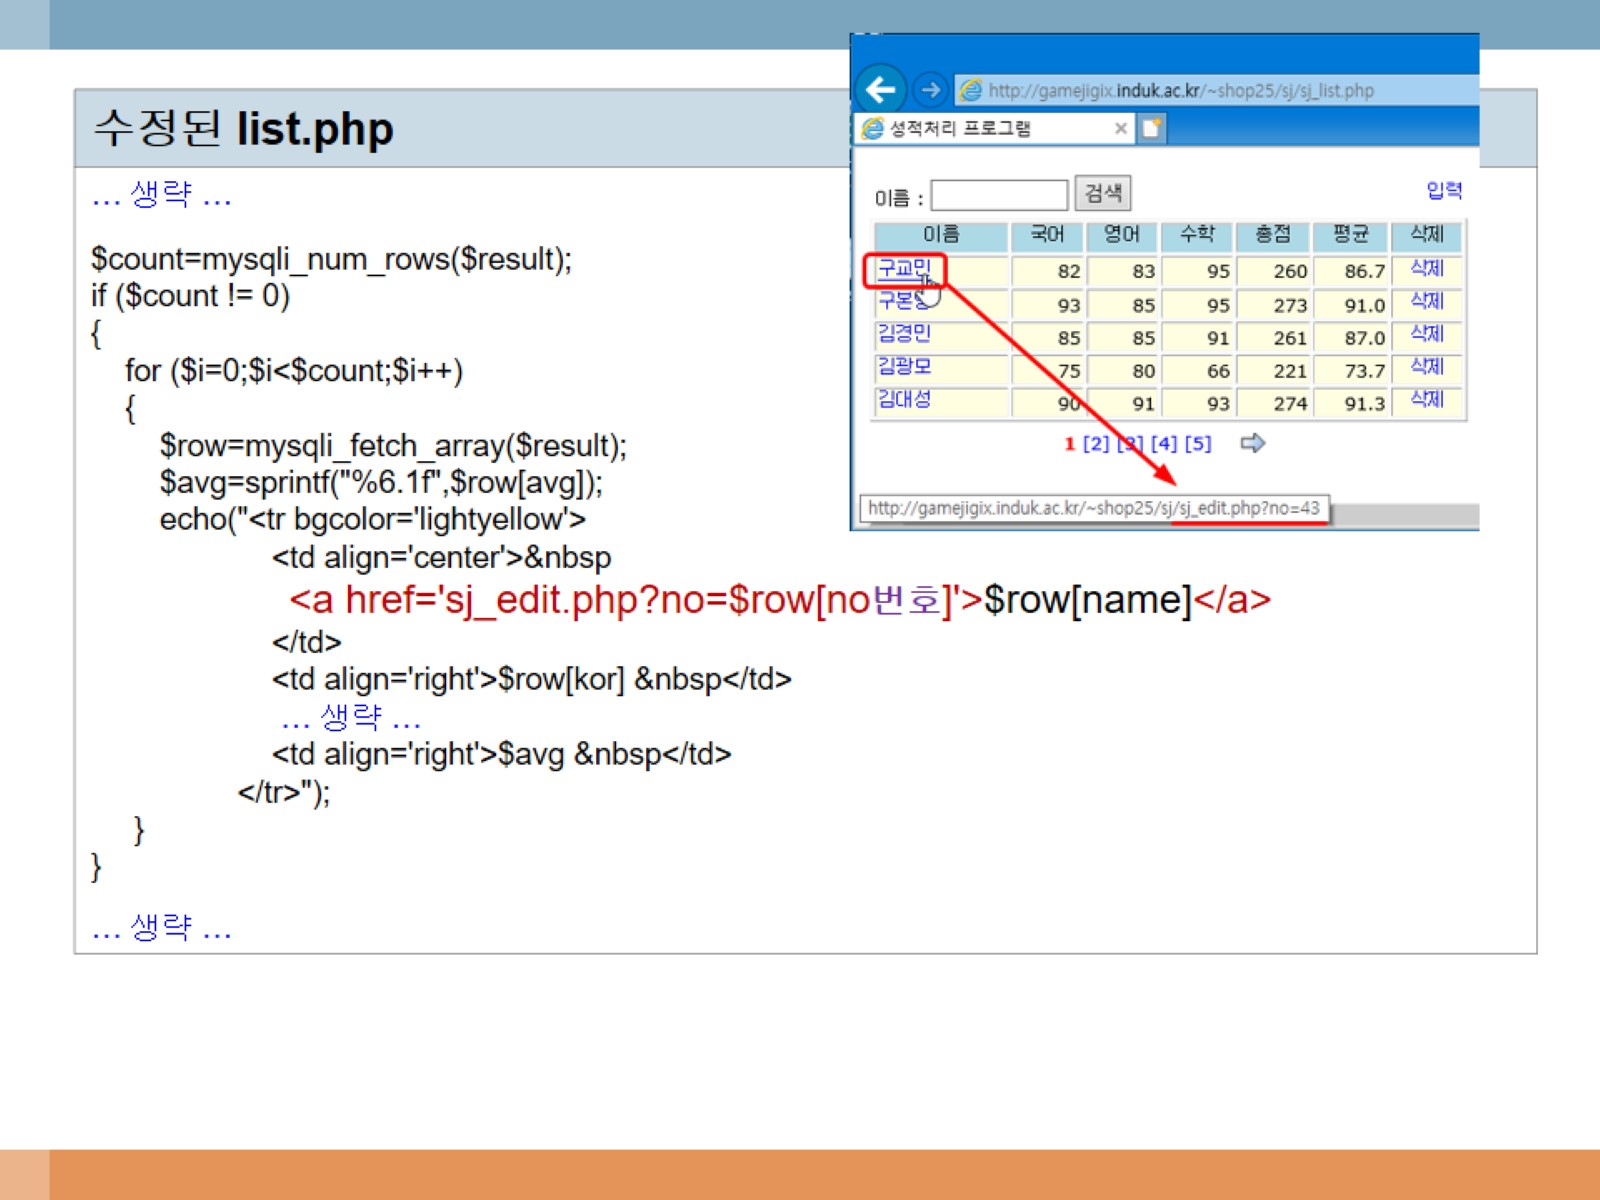 수정된 list.php
... 생략 ...
$count=mysqli_num_rows($result);
if ($count != 0)
{
for ($i=0;$i<$count;$i++)
{
$row=mysqli_fetch_array($result);
$avg=sprintf("%6.1f",$row[avg]);
echo("<tr bgcolor='lightyellow'>
<td align='center'>&nbsp
<a href='sj_edit.php?no=$row[no번호]'>$row[name]</a>
</td>
<td align='right'>$row[kor] &nbsp</td>
... 생략 ...
<td align='right'>$avg &nbsp</td>
</tr>");
}
}
... 생략 ...
http://gamejigix.induk.ac.kr/~shop25/sj/sj_list.php
성적처리 프로그램
이름 : 검색 입력
이름 국어 영어 수학 총점 평균 삭제
구교민 82 83 95 260 86.7 삭제
구본 93 85 95 273 91.0 삭제
김경민 85 85 91 261 87.0 삭제
김광모 75 80 66 221 73.7 삭제
김대성 90 91 93 274 91.3 삭제
1 [2] [3] [4] [5]
http://gamejigix.induk.ac.kr/~shop25/sj/sj_edit.php?no=43